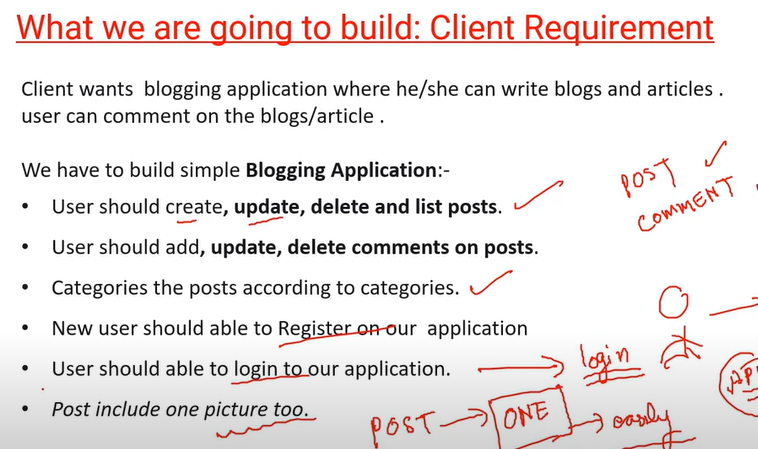 What we are going to build: Client Requirement
Client wants blogging application where he/she can write blogs and articles .
user can comment on the blogs/article .
We have to build simple Blogging Application:-
• User should create, update, delete and list posts.
• User should add, update, delete comments on posts.
• Categories the posts according to categories.
• New user should able to Register on our application
• User should able to login to our application.
• Post include one picture too.
POST
COMMENT
login
API
POST ONE easily